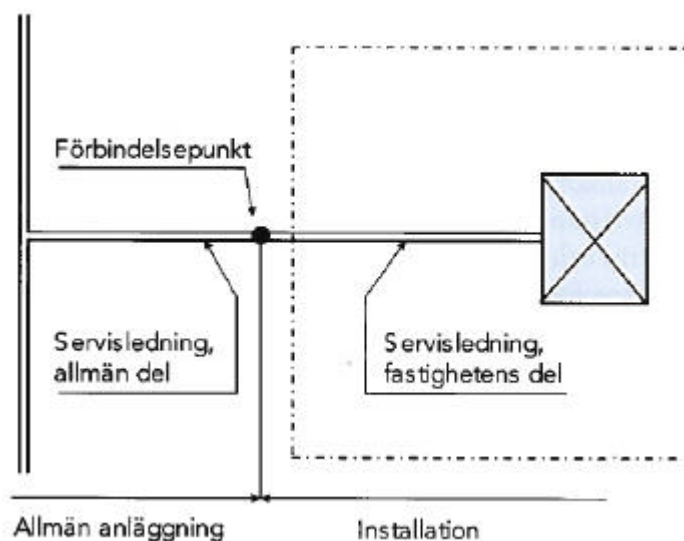 Förbindelsepunkt
Servisledning,
allmän del
Servisledning,
fastighetens del
Allmän anläggning
Installation